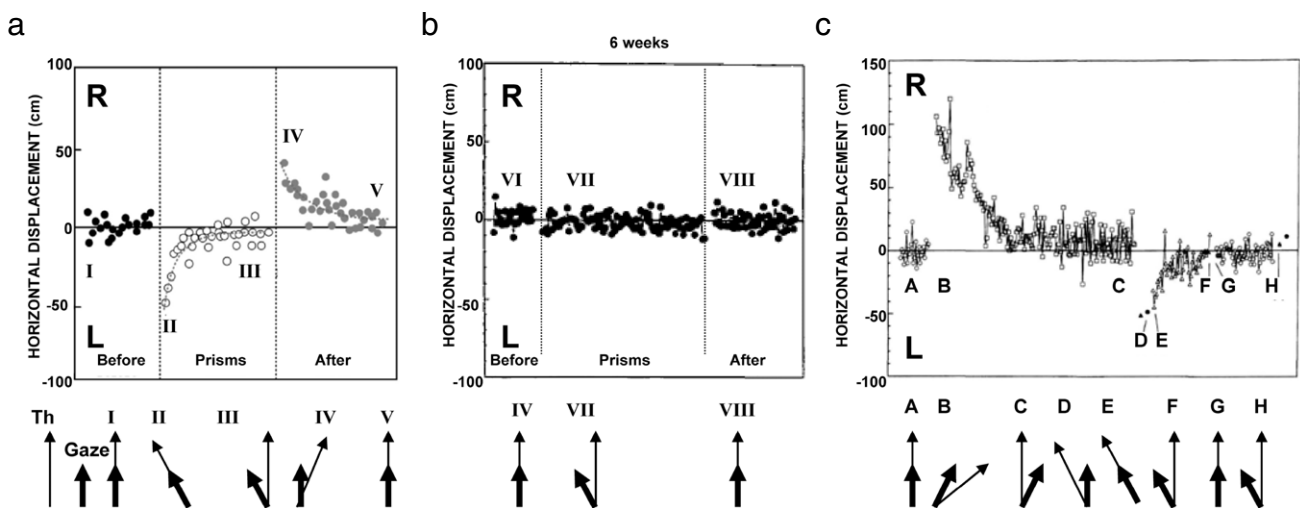 a
HORIZONTAL DISPLACEMENT (cm)
100
50
0
-50
-100
R
L
I
II
III
IV
V
Before
Prisms
After
Th
I
II
III
IV
V
Gaze
b
6 weeks
HORIZONTAL DISPLACEMENT (cm)
100
50
0
-50
-100
R
L
VI
VII
VIII
Before
Prisms
After
IV
VII
VIII
c
HORIZONTAL DISPLACEMENT (cm)
150
100
50
0
-50
-100
R
L
A
B
C
D
E
F
G
H
A
B
C
D
E
F
G
H